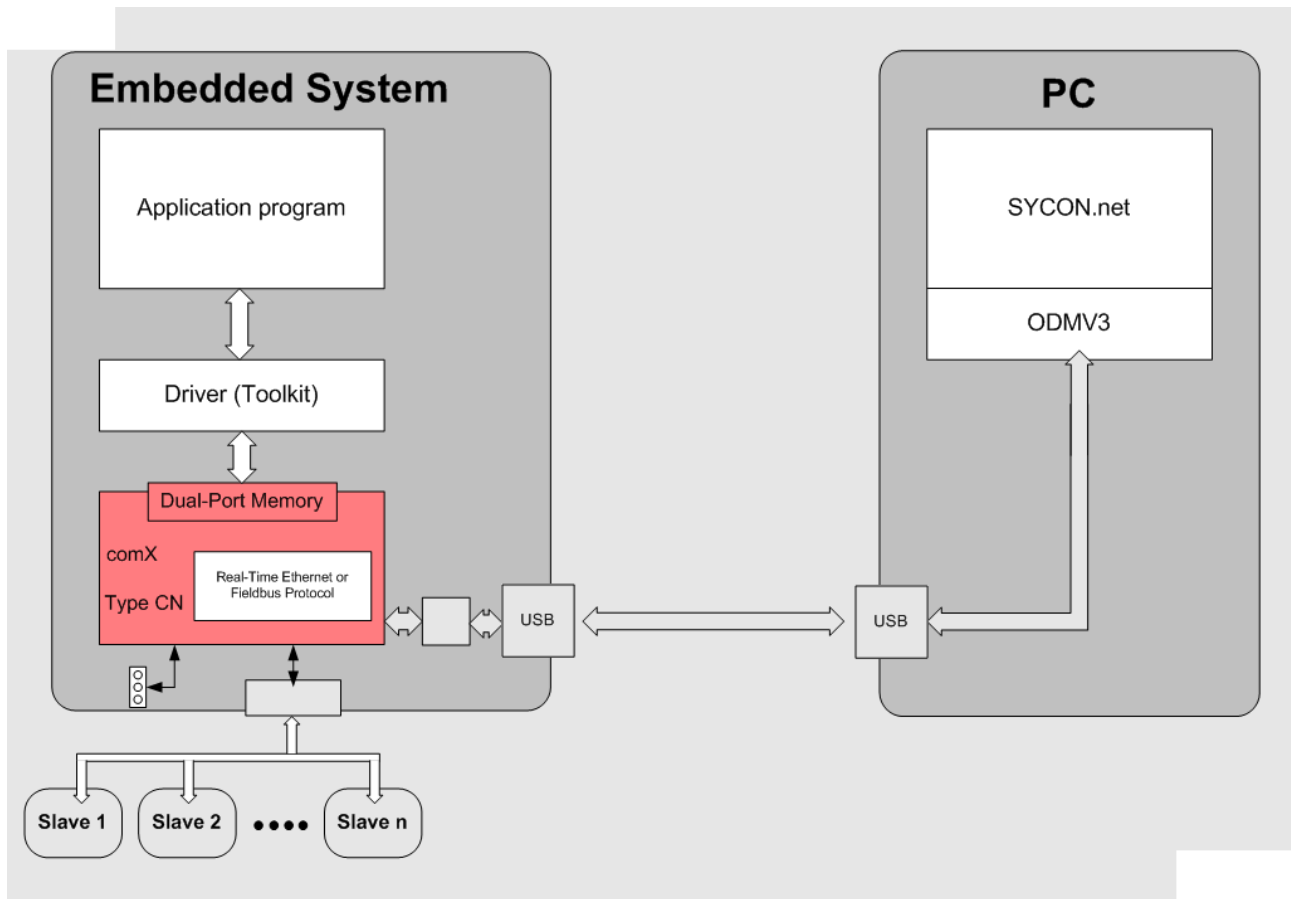 Embedded System
Application program
Driver (Toolkit)
Dual-Port Memory
comX
Type CN
Real-Time Ethernet or
Fieldbus Protocol
USB
Slave 1
Slave 2
Slave n
PC
SYCON.net
ODMV3
USB